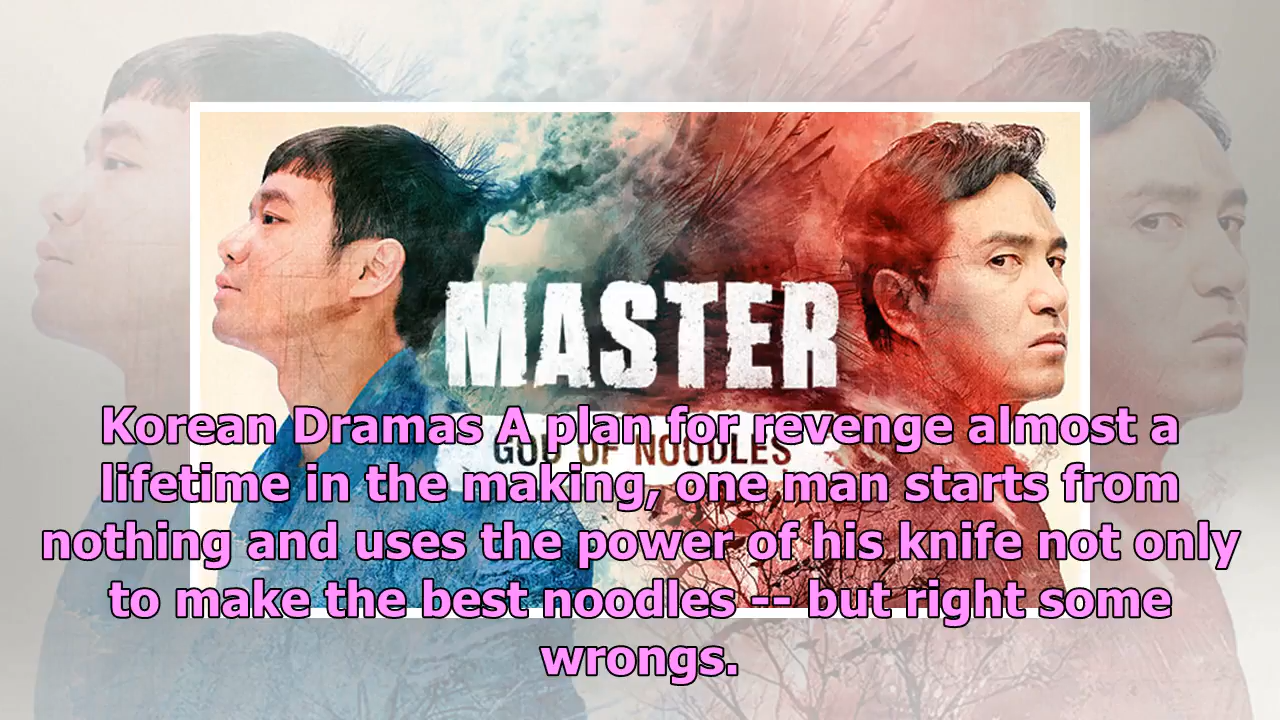 MASTER
Korean Dramas A plan for revenge almost a
GOD OF NOODLES
lifetime in the making, one man starts from
nothing and uses the power of his knife not only
to make the best noodles -- but right some
wrongs.